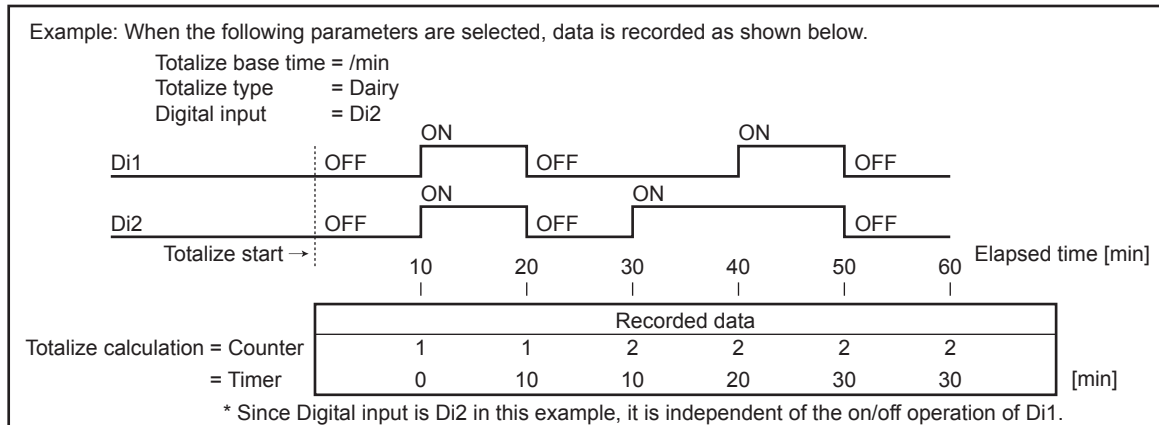 Example: When the following parameters are selected, data is recorded as shown below.
Totalize base time = /min
Totalize type = Dairy
Digital input = Di2
ON ON
Di1 OFF OFF OFF
ON ON
Di2 OFF OFF OFF
Totalize start → 10 20 30 40 50 60 Elapsed time [min]
Recorded data
Totalize calculation = Counter 1 1 2 2 2 2
= Timer 0 10 10 20 30 30 [min]
* Since Digital input is Di2 in this example, it is independent of the on/off operation of Di1.